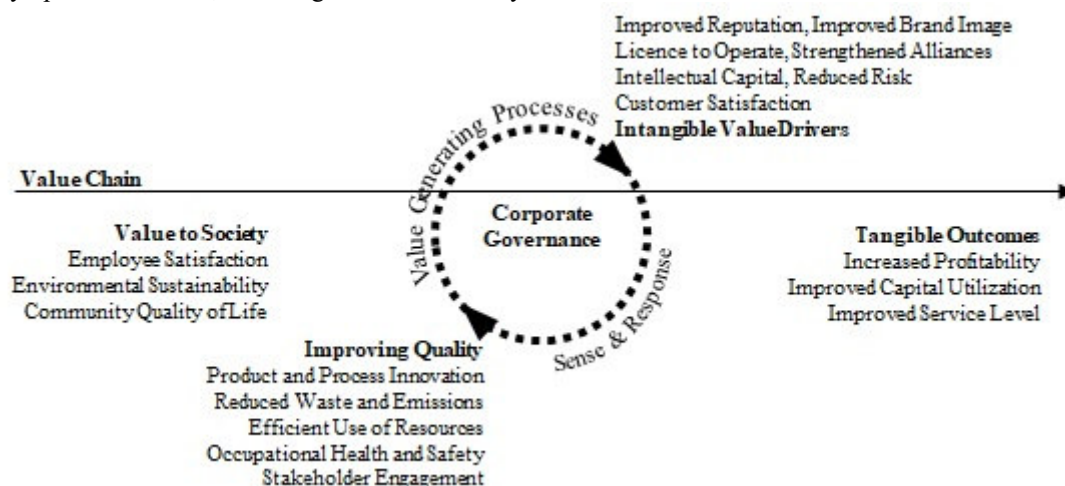 Improved Reputation, Improved Brand Image
Licence to Operate, Strengthened Alliances
Intellectual Capital, Reduced Risk
Customer Satisfaction
Intangible Value Drivers
Value Generating Processes
Value Chain
Corporate
Governance
Value to Society
Employee Satisfaction
Environmental Sustainability
Community Quality of Life
Tangible Outcomes
Increased Profitability
Improved Capital Utilization
Improved Service Level
Sense & Response
Improving Quality
Product and Process Innovation
Reduced Waste and Emissions
Efficient Use of Resources
Occupational Health and Safety
Stakeholder Engagement